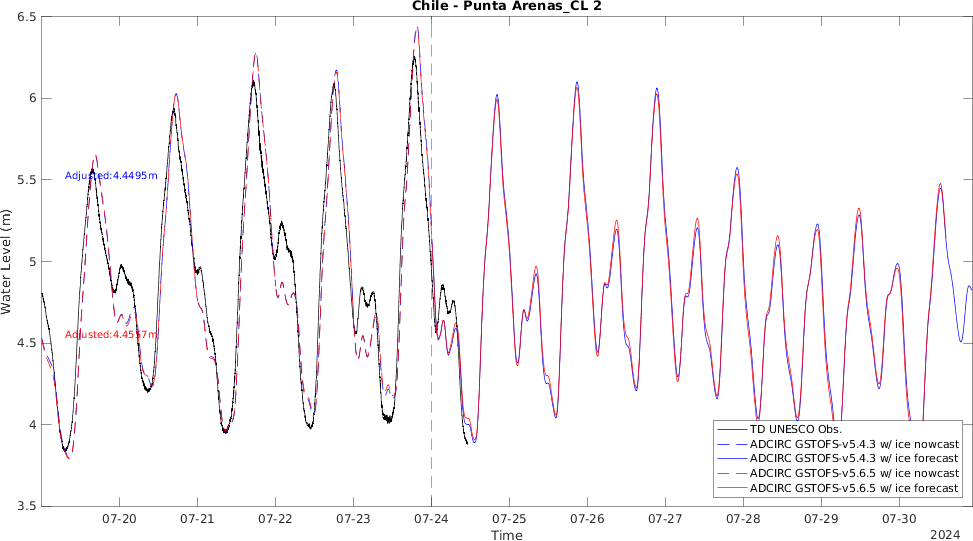 Chile - Punta Arenas_CL 2
6.5
6
5.5
5
4.5
4
3.5
Water Level (m)
Adjusted:4.4495m
Adjusted:4.4557m
TD UNESCO Obs.
ADCIRC GSTOFS-v5.4.3 w/ ice nowcast
ADCIRC GSTOFS-v5.4.3 w/ ice forecast
ADCIRC GSTOFS-v5.6.5 w/ ice nowcast
ADCIRC GSTOFS-v5.6.5 w/ ice forecast
07-20 07-21 07-22 07-23 07-24 07-25 07-26 07-27 07-28 07-29 07-30
Time
2024